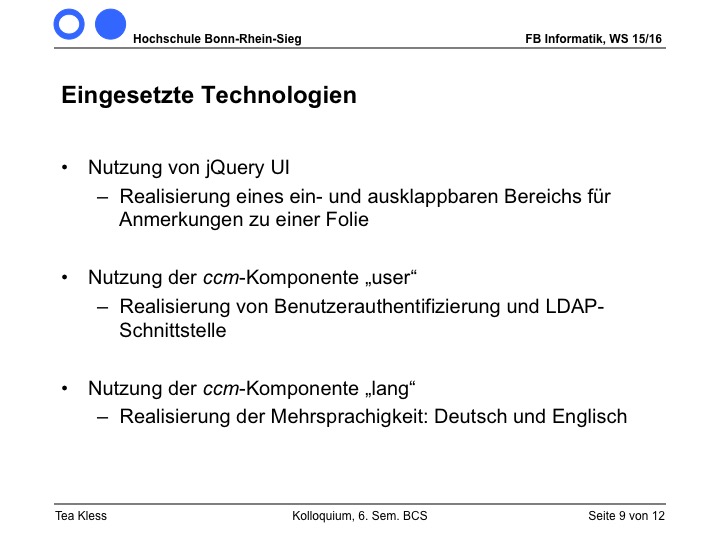 Hochschule Bonn-Rhein-Sieg FB Informatik, WS 15/16
Eingesetzte Technologien
• Nutzung von jQuery UI
– Realisierung eines ein- und ausklappbaren Bereichs für
Anmerkungen zu einer Folie
• Nutzung der ccm-Komponente „user“
– Realisierung von Benutzerauthentifizierung und LDAP-
Schnittstelle
• Nutzung der ccm-Komponente „lang“
– Realisierung der Mehrsprachigkeit: Deutsch und Englisch
Tea Kless Kolloquium, 6. Sem. BCS Seite 9 von 12